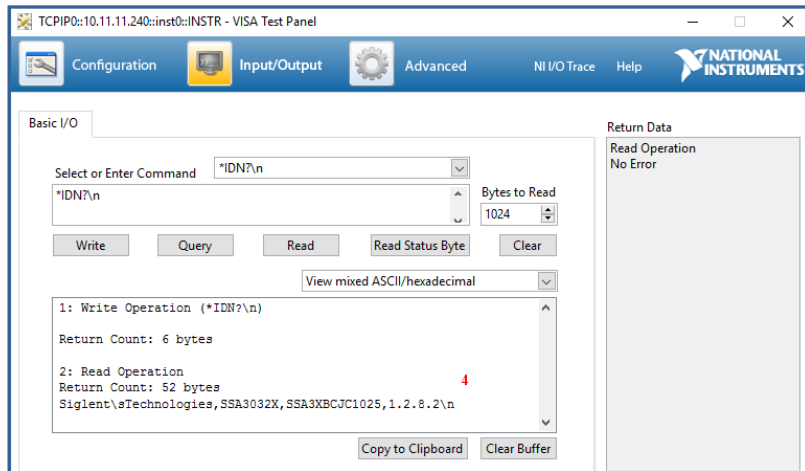 TCPIP0::10.11.11.240::inst0::INSTR - VISA Test Panel
Configuration
Input/Output
Advanced
NI I/O Trace
Help
NATIONAL
INSTRUMENTS
Basic I/O
Select or Enter Command
*IDN?\n
*IDN?\n
Bytes to Read
1024
Write
Query
Read
Read Status Byte
Clear
View mixed ASCII/hexadecimal
1: Write Operation (*IDN?\n)
Return Count: 6 bytes
2: Read Operation
Return Count: 52 bytes
Siglent\sTechnologies,SSA3032X,SSA3XBCJC1025,1.2.8.2\n
4
Copy to Clipboard
Clear Buffer
Return Data
Read Operation
No Error